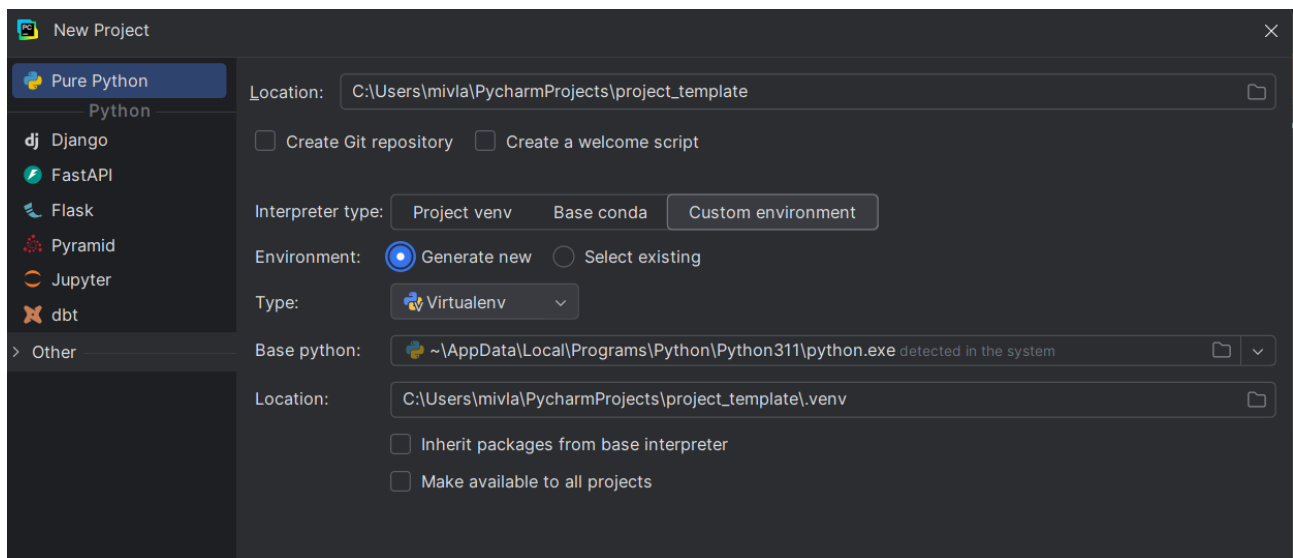 New Project
Pure Python
Python
dj Django
FastAPI
Flask
Pyramid
Jupyter
dbt
Other
Location: C:\Users\mivla\PycharmProjects\project_template
Create Git repository Create a welcome script
Interpreter type: Project venv Base conda Custom environment
Environment: Generate new Select existing
Type: Virtualenv
Base python: ~\AppData\Local\Programs\Python\Python311\python.exe detected in the system
Location: C:\Users\mivla\PycharmProjects\project_template\.venv
Inherit packages from base interpreter
Make available to all projects